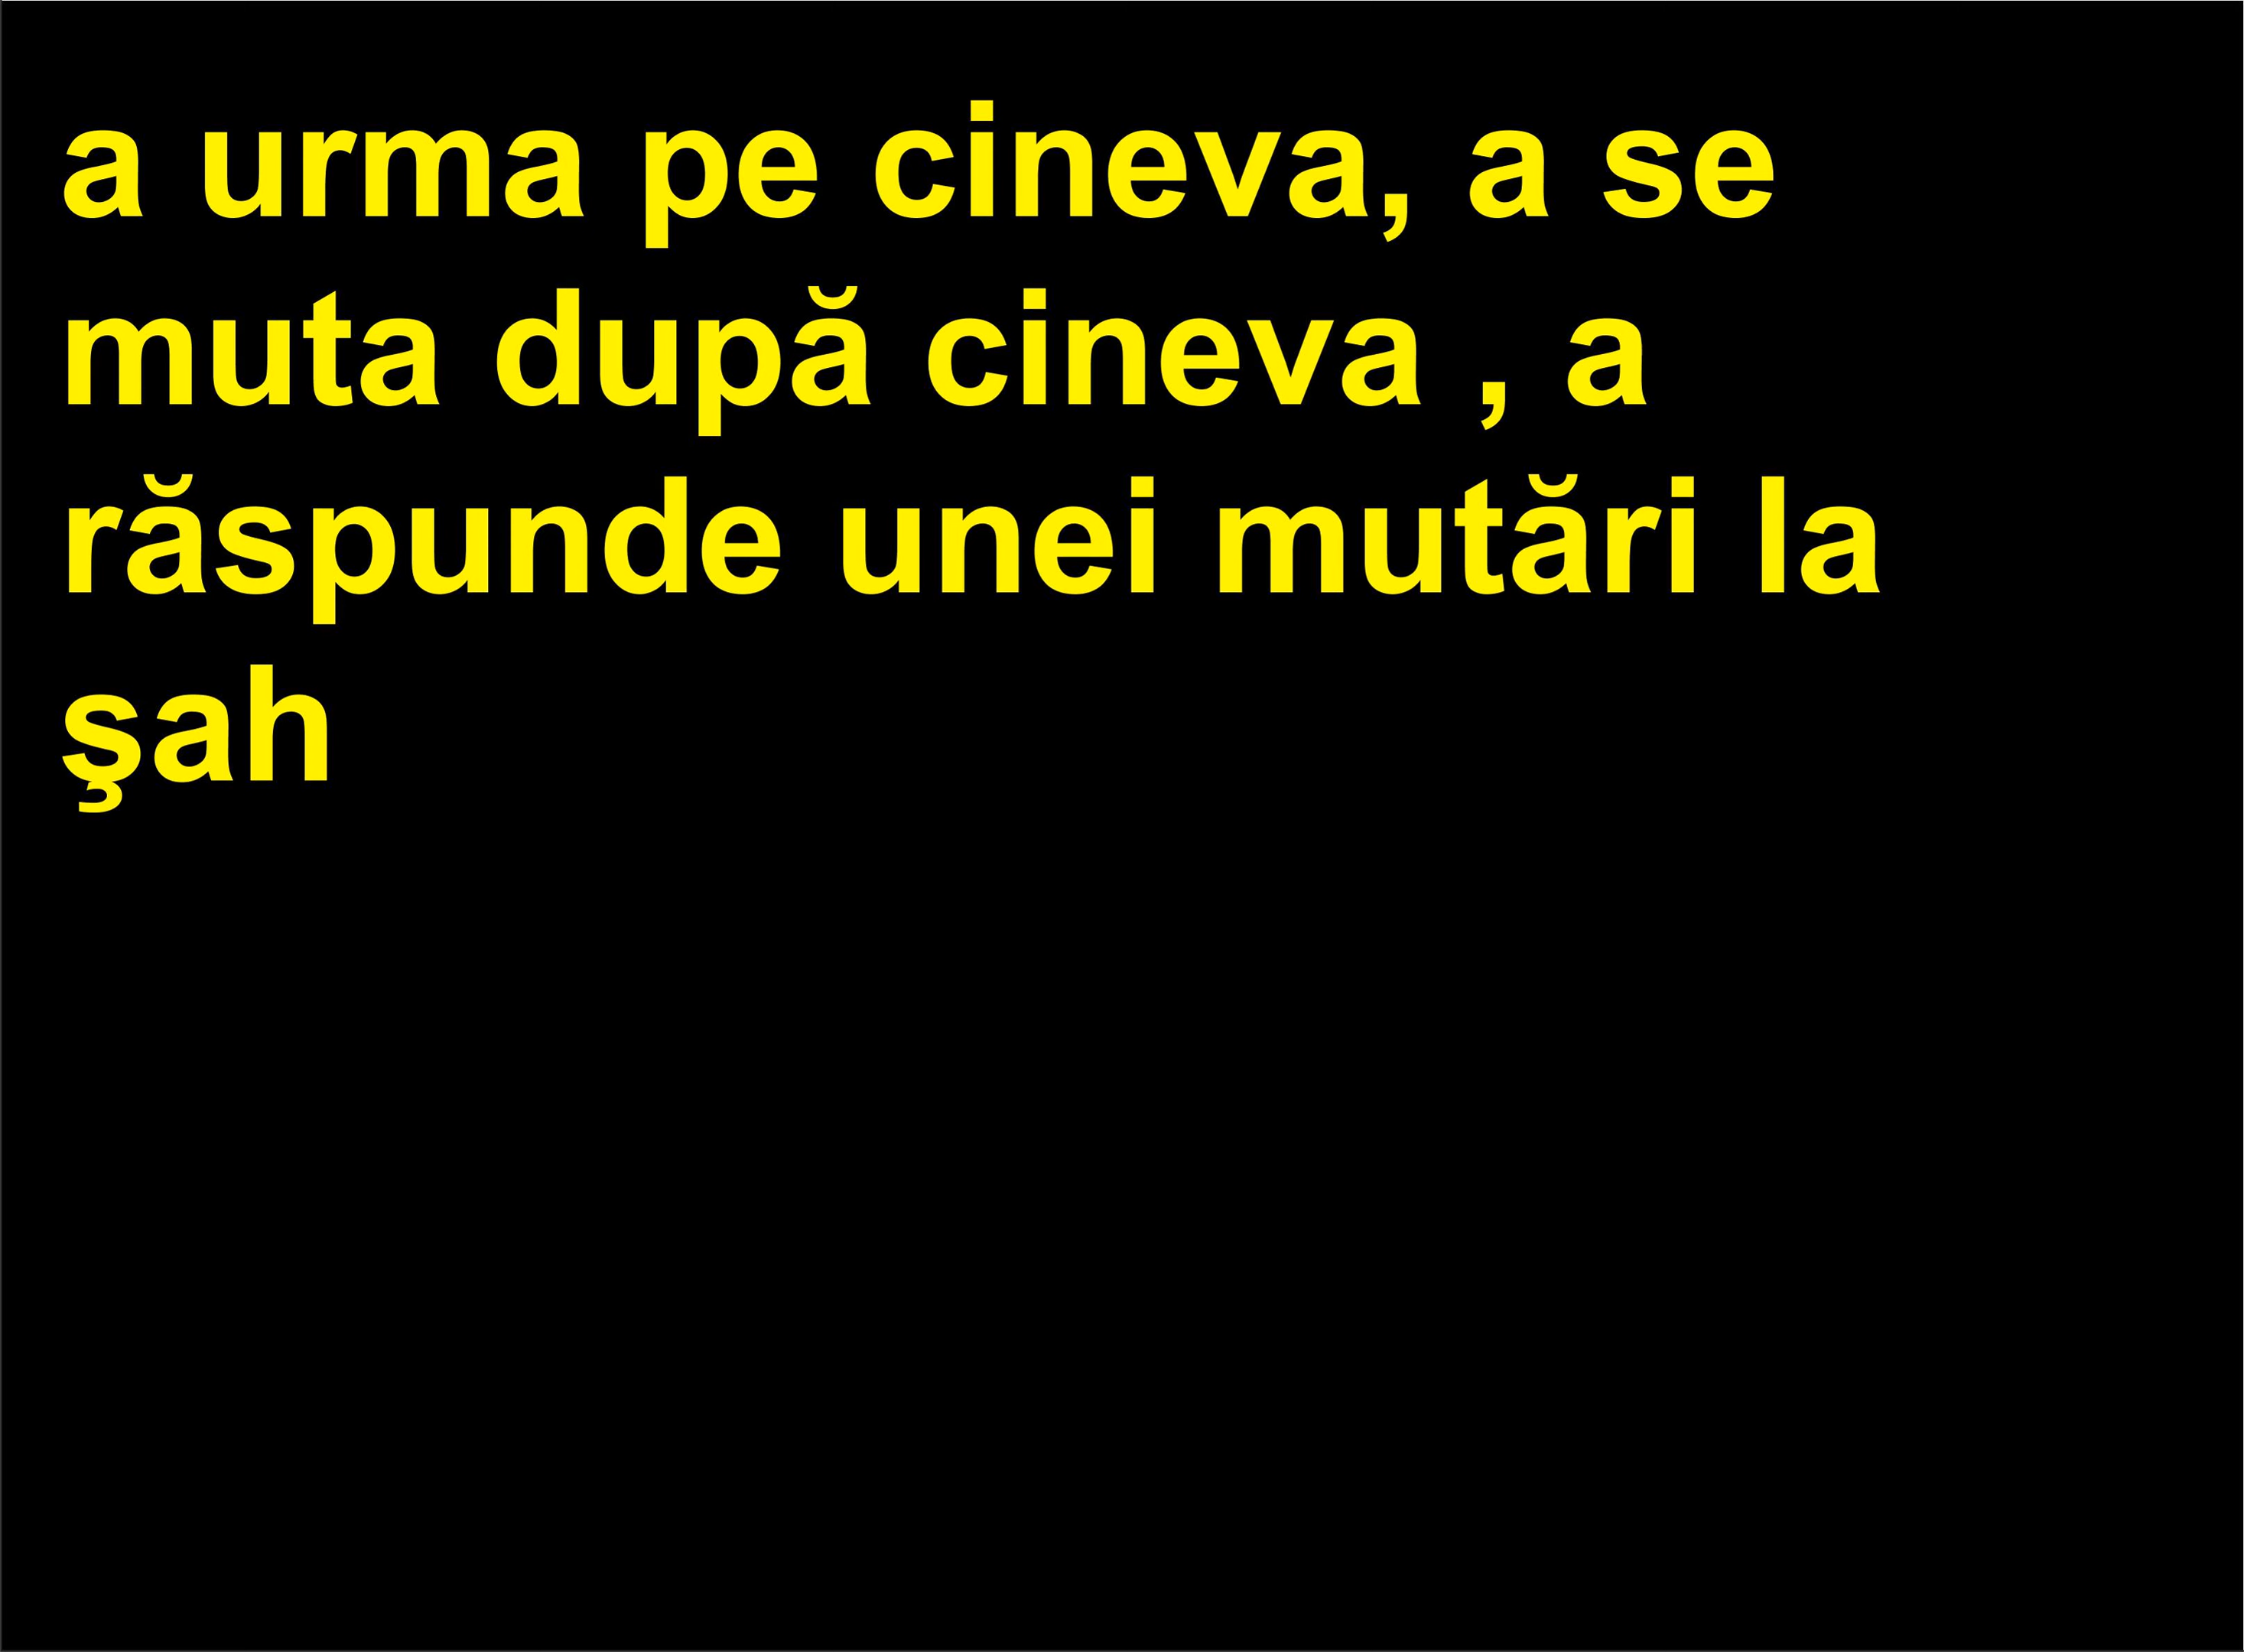 a urma pe cineva, a se
muta după cineva , a
răspunde unei mutări la
şah